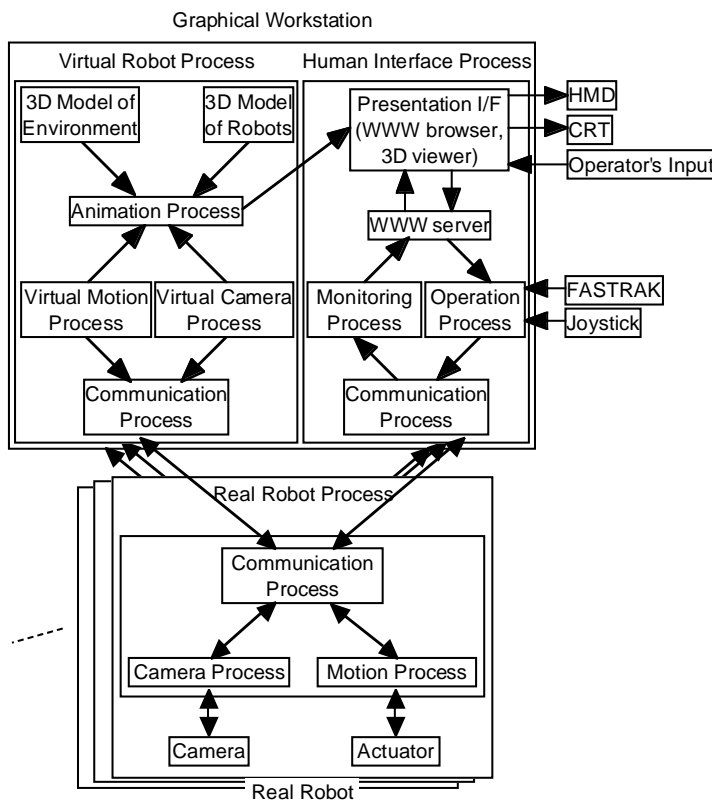 Graphical Workstation
Virtual Robot Process
Human Interface Process
3D Model of
Environment
3D Model
of Robots
Presentation I/F
(WWW browser,
3D viewer)
HMD
CRT
Operator's Input
Animation Process
WWW server
Virtual Motion
Process
Virtual Camera
Process
Monitoring
Process
Operation
Process
FASTRAK
Joystick
Communication
Process
Communication
Process
Real Robot Process
Communication
Process
Camera Process
Motion Process
Camera
Actuator
Real Robot